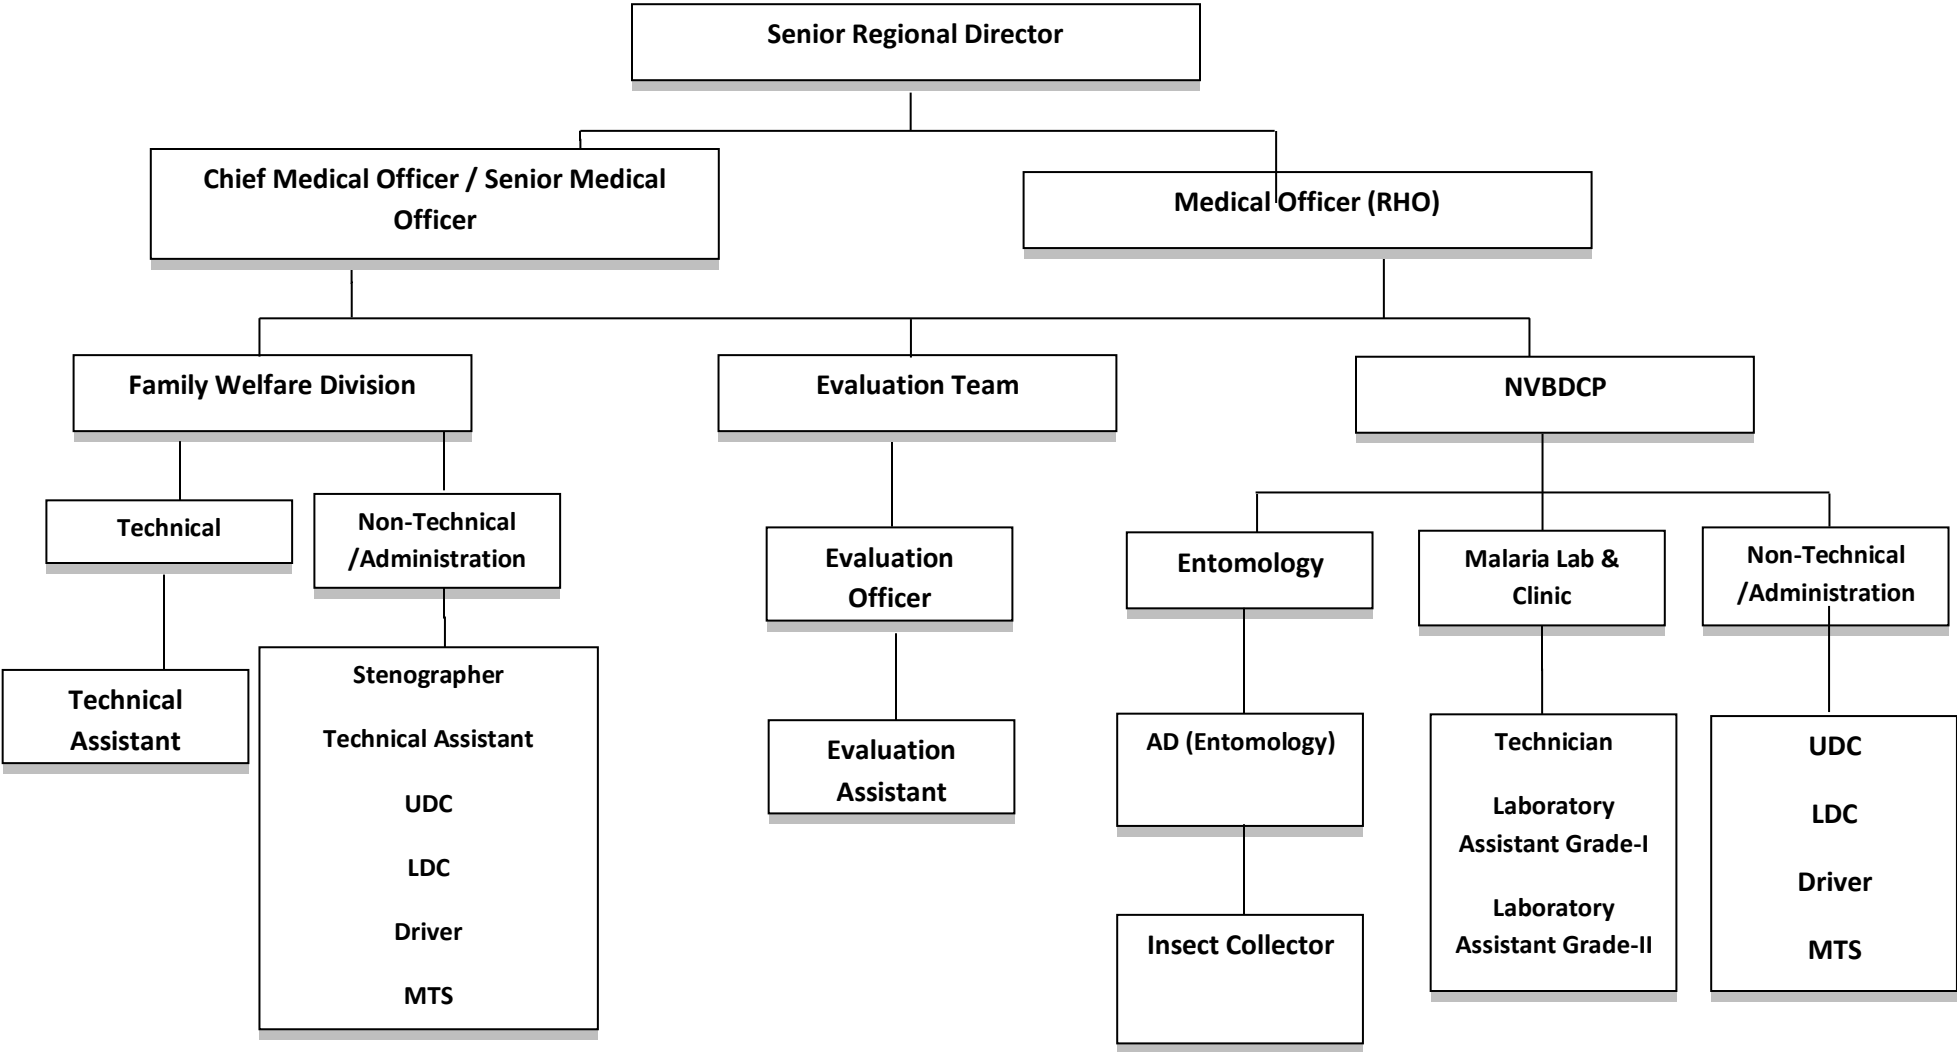 Senior Regional Director
Chief Medical Officer / Senior Medical
Officer
Medical Officer (RHO)
Family Welfare Division
Evaluation Team
NVBDCP
Technical
Non-Technical
/Administration
Evaluation
Officer
Entomology
Malaria Lab &
Clinic
Non-Technical
/Administration
Technical
Assistant
Stenographer
Technical Assistant
UDC
LDC
Driver
MTS
Evaluation
Assistant
AD (Entomology)
Insect Collector
Technician
Laboratory
Assistant Grade-I
Laboratory
Assistant Grade-II
UDC
LDC
Driver
MTS